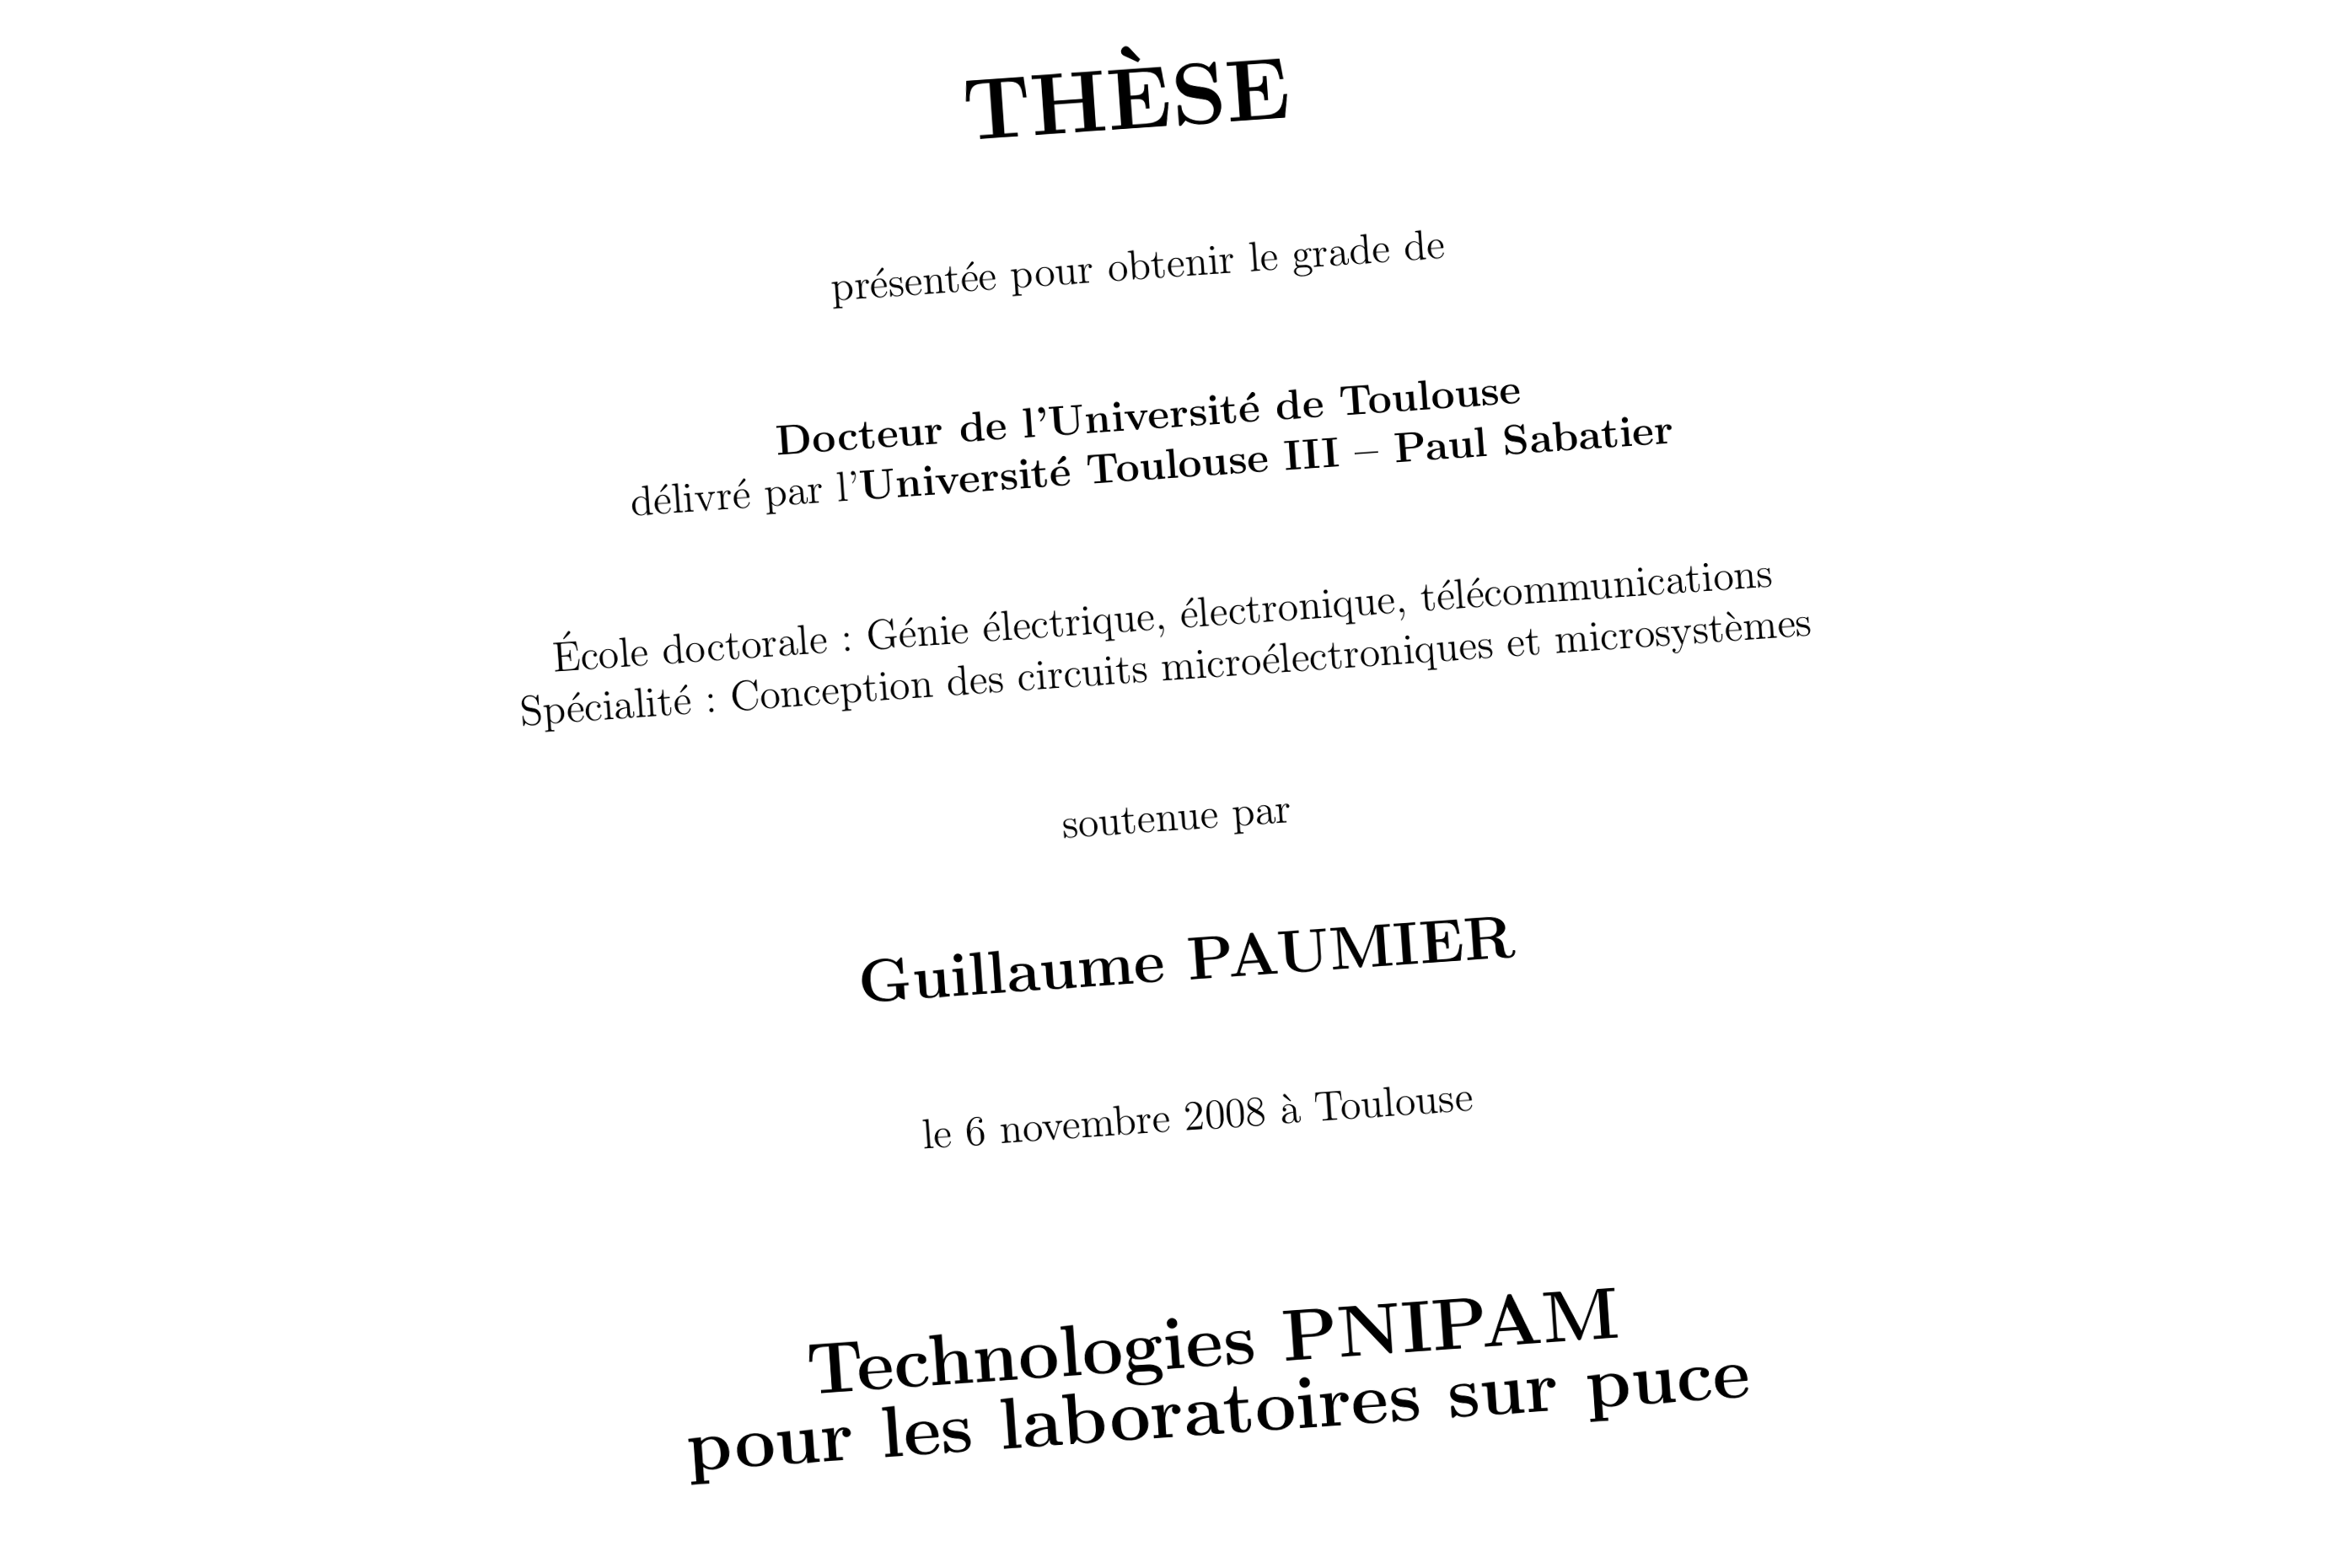 THÈSE
présentée pour obtenir le grade de
Docteur de l'Université de Toulouse
délivré par l'Université Toulouse III – Paul Sabatier
École doctorale : Génie électrique, électronique, télécommunications
Spécialité : Conception des circuits microélectroniques et microsystèmes
soutenue par
Guillaume PAUMIER
le 6 novembre 2008 à Toulouse
Technologies PNIPAM
pour les laboratoires sur puce